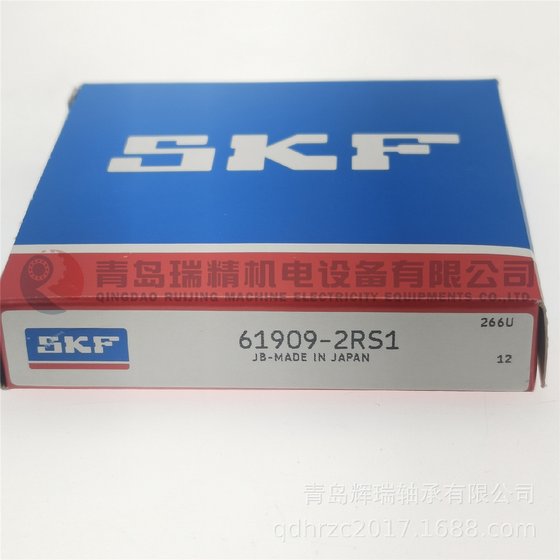 SKF
青岛瑞精机电设备有限公司
QINGDAO RUIJING MACHINE ELECTRICITY EQUIPMENTS CO.,LTD
266U
SKF
61909-2RS1
JB-MADE IN JAPAN
12
青岛辉瑞轴承有限公司
qdhrzc2017.1688.com